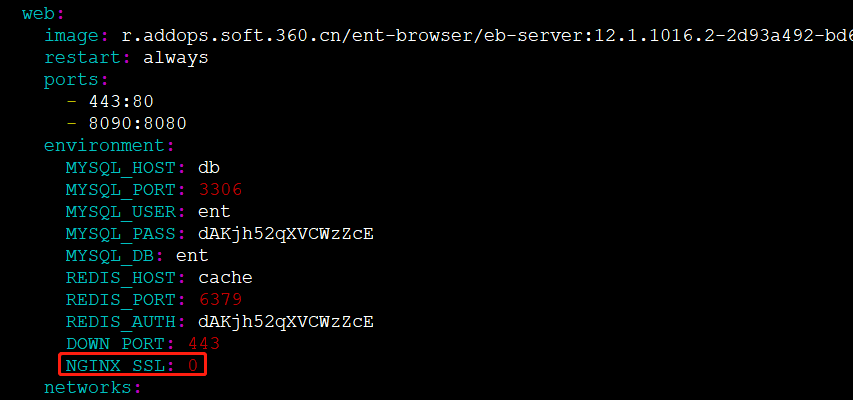 web:
image: r.addops.soft.360.cn/ent-browser/eb-server:12.1.1016.2-2d93a492-bd6
restart: always
ports:
- 443:80
- 8090:8080
environment:
MYSQL_HOST: db
MYSQL_PORT: 3306
MYSQL_USER: ent
MYSQL_PASS: dAKjh52qXVCWzZcE
MYSQL_DB: ent
REDIS_HOST: cache
REDIS_PORT: 6379
REDIS_AUTH: dAKjh52qXVCWzZcE
DOWN_PORT: 443
NGINX_SSL: 0
networks: